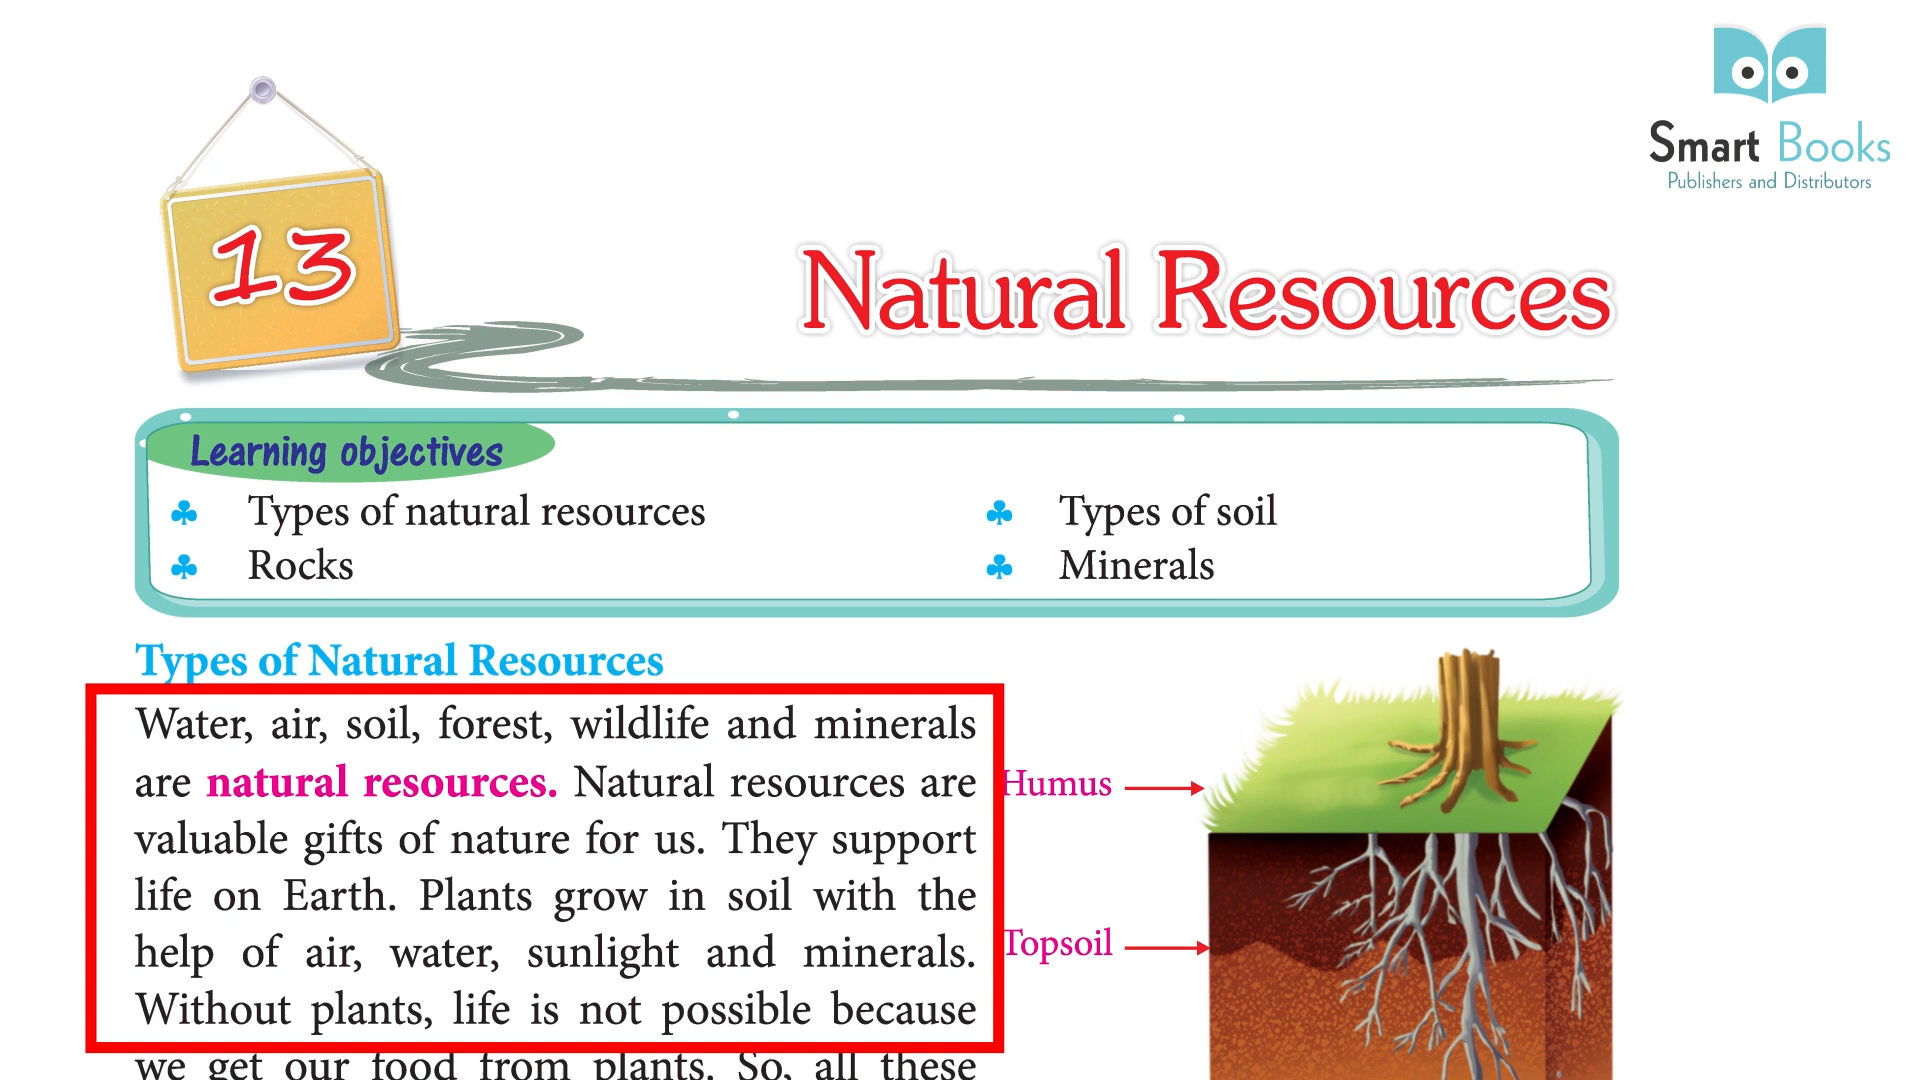 Smart Books
Publishers and Distributors
13
Natural Resources
Learning objectives
Types of natural resources
Types of soil
Rocks
Minerals
Types of Natural Resources
Water, air, soil, forest, wildlife and minerals
are natural resources. Natural resources are
valuable gifts of nature for us. They support
life on Earth. Plants grow in soil with the
help of air, water, sunlight and minerals.
Without plants, life is not possible because
we get our food from plants. So, all these
Humus
Topsoil